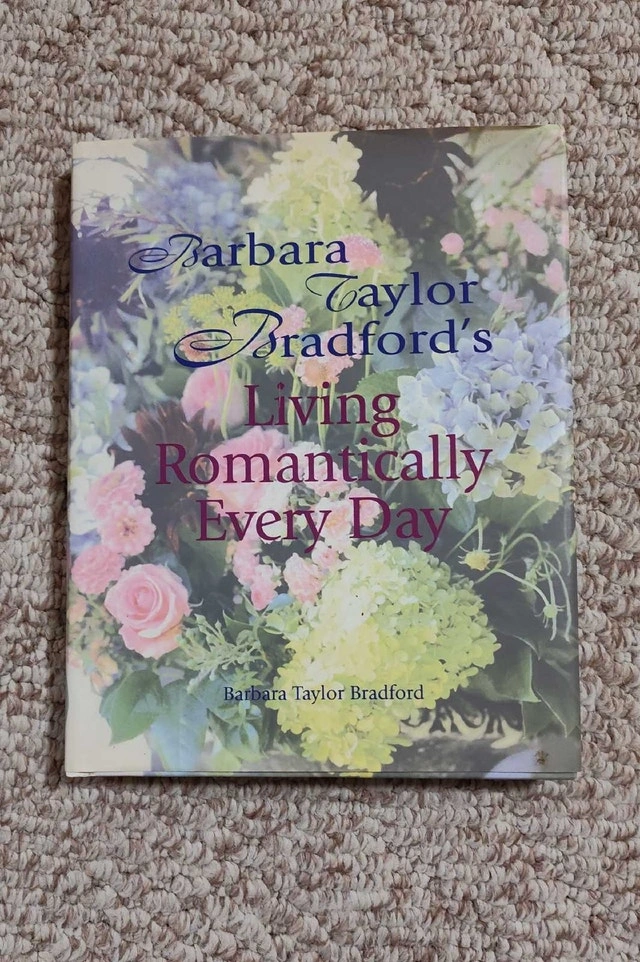 Barbara
Taylor
Bradford's
Living
Romantically
Every Day
Barbara Taylor Bradford